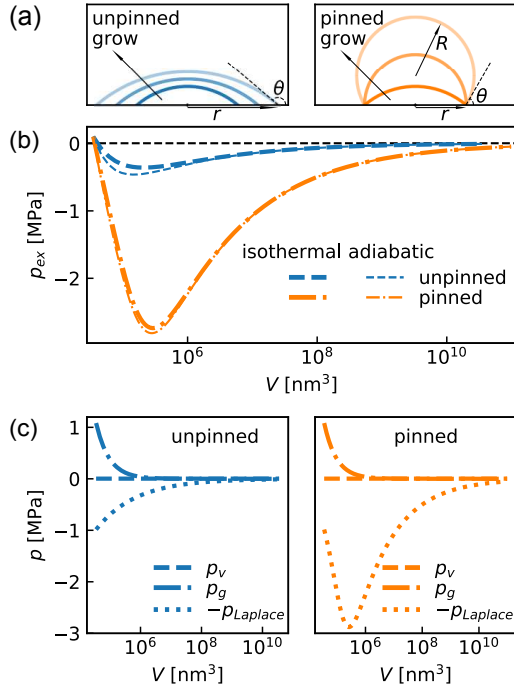 (a)
unpinned
grow
θ
r
pinned
grow
R
θ
r
(b)
p_ex [MPa]
0
−1
−2
isothermal adiabatic
unpinned
pinned
10^6
10^8
10^10
V [nm^3]
(c)
p [MPa]
1
0
−1
−2
−3
unpinned
p_v
p_g
−p_Laplace
10^6
10^8
10^10
V [nm^3]
pinned
p_v
p_g
−p_Laplace
10^6
10^8
10^10
V [nm^3]